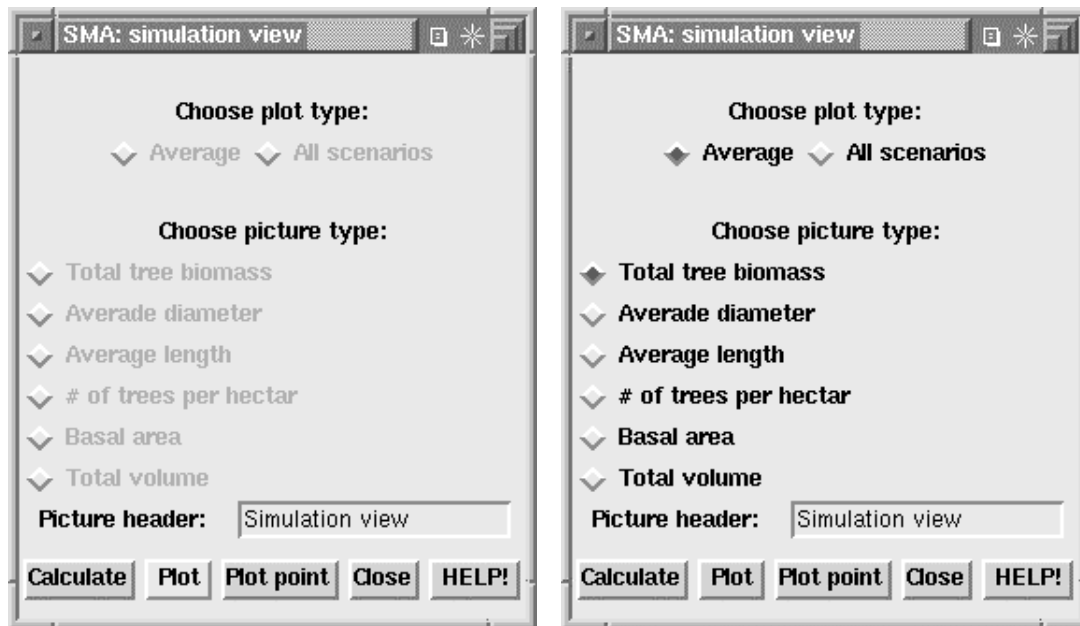 SMA: simulation view
Choose plot type:
Average All scenarios
Choose picture type:
Total tree biomass
Averade diameter
Average length
# of trees per hectar
Basal area
Total volume
Picture header: Simulation view
Calculate Plot Plot point Close HELP!
SMA: simulation view
Choose plot type:
Average All scenarios
Choose picture type:
Total tree biomass
Averade diameter
Average length
# of trees per hectar
Basal area
Total volume
Picture header: Simulation view
Calculate Plot Plot point Close HELP!